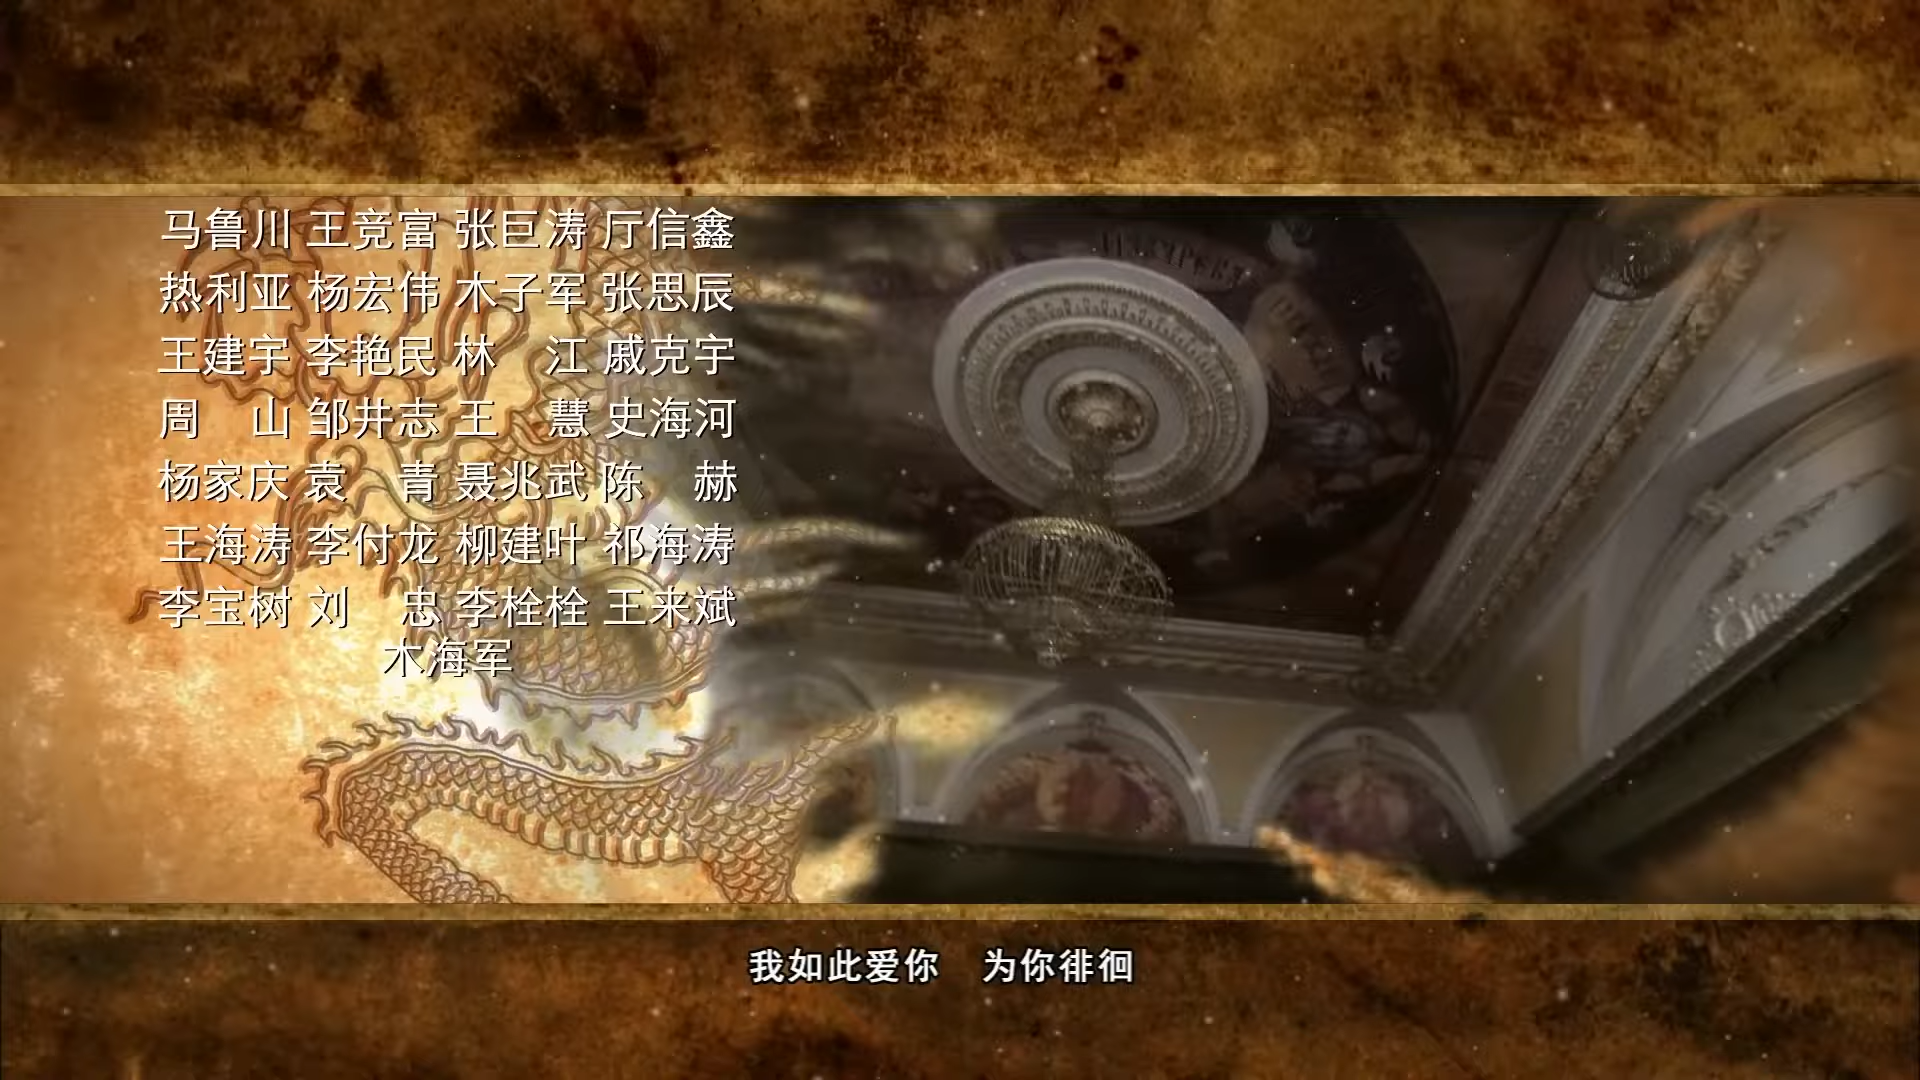 马鲁川 王竞富 张巨涛 厅信鑫
热利亚 杨宏伟 木子军 张思辰
王建宇 李艳民 林　江 戚克宇
周　山 邹井志 王　慧 史海河
杨家庆 袁　青 聂兆武 陈　赫
王海涛 李付龙 柳建叶 祁海涛
李宝树 刘　忠 李栓栓 王来斌
木海军
我如此爱你　为你徘徊